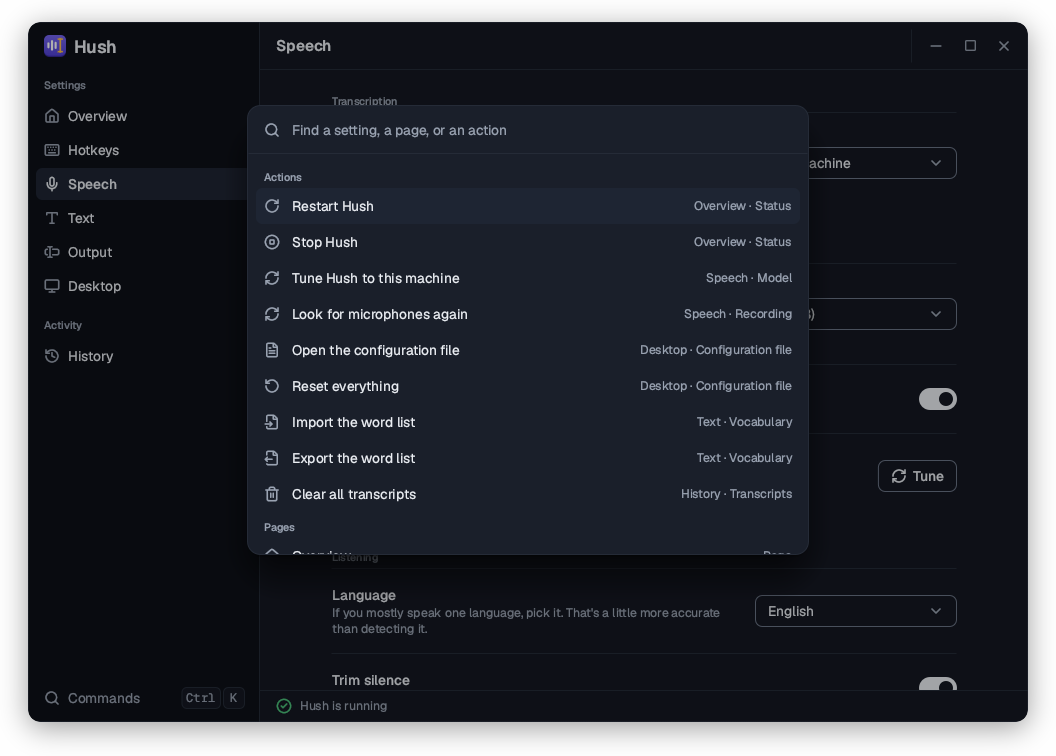 Hush
Speech
Settings
Overview
Hotkeys
Speech
Text
Output
Desktop
Activity
History
Commands
Ctrl K
Transcription
Find a setting, a page, or an action
Actions
Restart Hush Overview · Status
Stop Hush Overview · Status
Tune Hush to this machine Speech · Model
Look for microphones again Speech · Recording
Open the configuration file Desktop · Configuration file
Reset everything Desktop · Configuration file
Import the word list Text · Vocabulary
Export the word list Text · Vocabulary
Clear all transcripts History · Transcripts
Pages
Overview Page
achine
Tune
Listening
Language
If you mostly speak one language, pick it. That's a little more accurate
than detecting it.
English
Trim silence
Hush is running